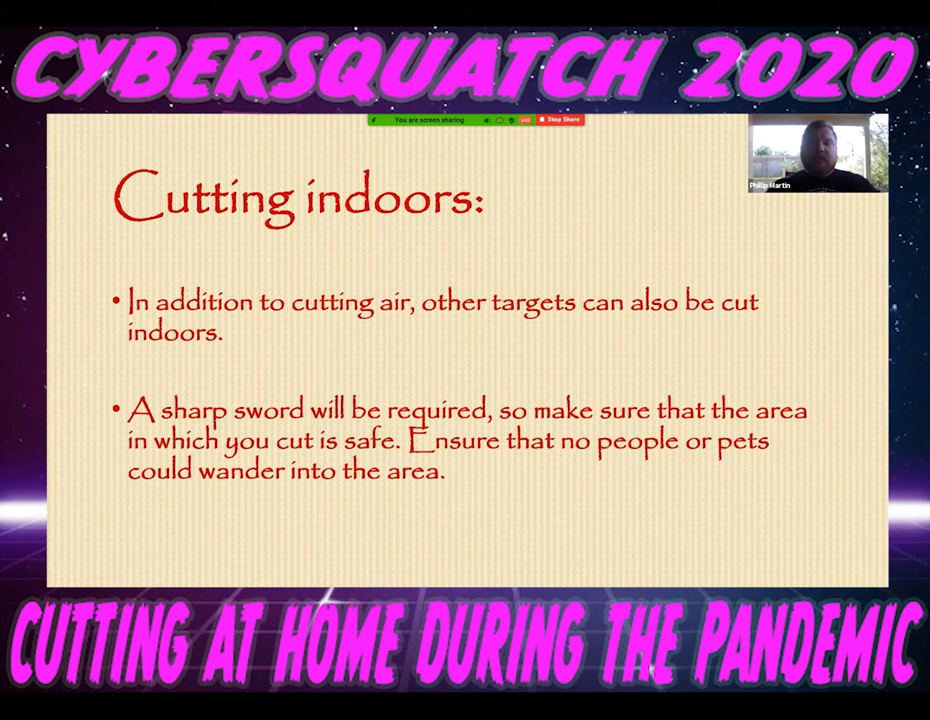 CYBERSQUATCH 2020
You are screen sharing LIVE Stop Share
Philip Martin
Cutting indoors:
• In addition to cutting air, other targets can also be cut
indoors.
• A sharp sword will be required, so make sure that the area
in which you cut is safe. Ensure that no people or pets
could wander into the area.
CUTTING AT HOME DURING THE PANDEMIC